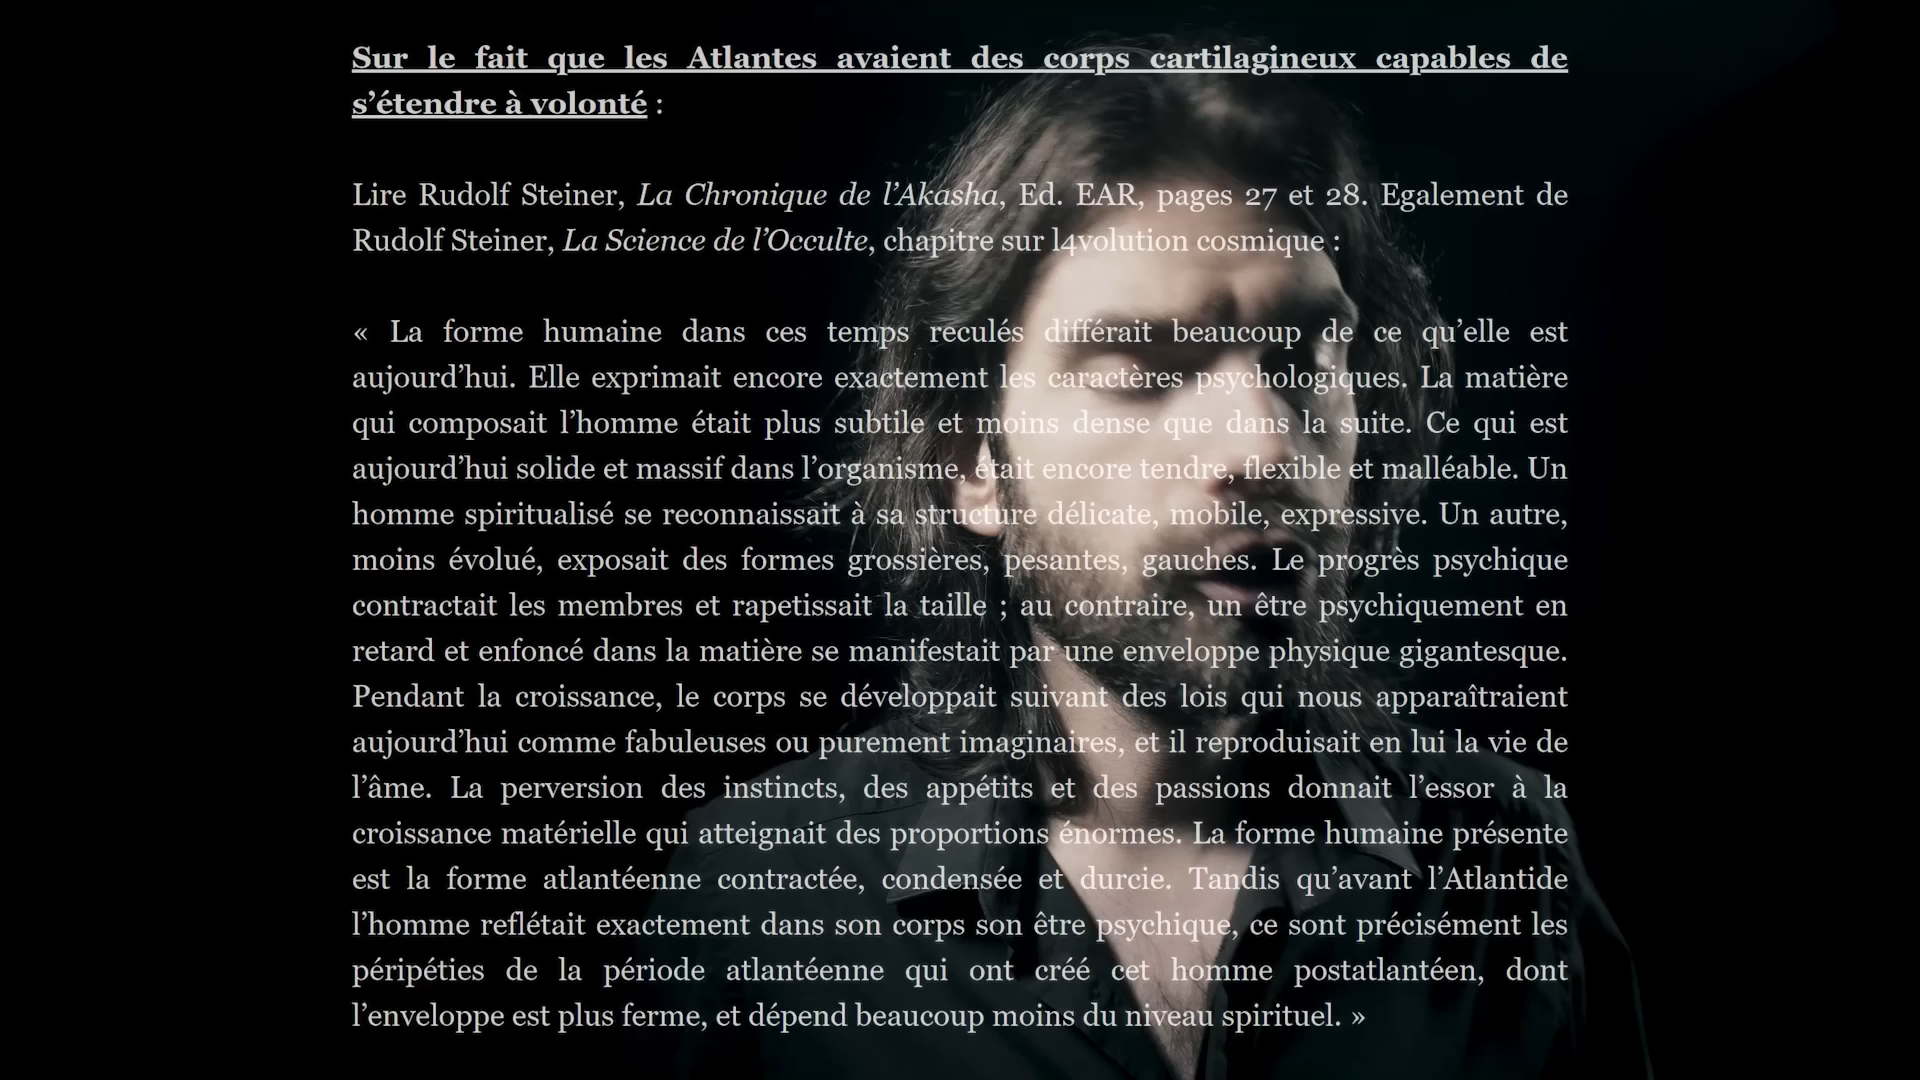 Sur le fait que les Atlantes avaient des corps cartilagineux capables de
s’étendre à volonté :
Lire Rudolf Steiner, La Chronique de l’Akasha, Ed. EAR, pages 27 et 28. Egalement de
Rudolf Steiner, La Science de l’Occulte, chapitre sur l4volution cosmique :
« La forme humaine dans ces temps reculés différait beaucoup de ce qu’elle est
aujourd’hui. Elle exprimait encore exactement les caractères psychologiques. La matière
qui composait l’homme était plus subtile et moins dense que dans la suite. Ce qui est
aujourd’hui solide et massif dans l’organisme, était encore tendre, flexible et malléable. Un
homme spiritualisé se reconnaissait à sa structure délicate, mobile, expressive. Un autre,
moins évolué, exposait des formes grossières, pesantes, gauches. Le progrès psychique
contractait les membres et rapetissait la taille ; au contraire, un être psychiquement en
retard et enfoncé dans la matière se manifestait par une enveloppe physique gigantesque.
Pendant la croissance, le corps se développait suivant des lois qui nous apparaîtraient
aujourd’hui comme fabuleuses ou purement imaginaires, et il reproduisait en lui la vie de
l’âme. La perversion des instincts, des appétits et des passions donnait l’essor à la
croissance matérielle qui atteignait des proportions énormes. La forme humaine présente
est la forme atlantéenne contractée, condensée et durcie. Tandis qu’avant l’Atlantide
l’homme reflétait exactement dans son corps son être psychique, ce sont précisément les
péripéties de la période atlantéenne qui ont créé cet homme postatlantéen, dont
l’enveloppe est plus ferme, et dépend beaucoup moins du niveau spirituel. »